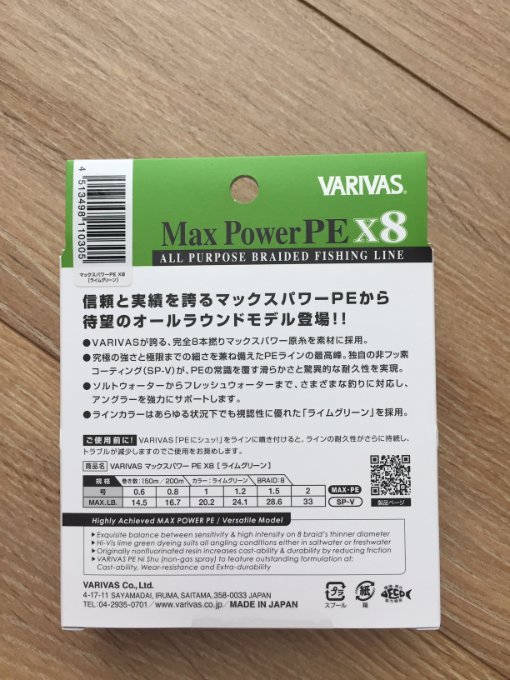 4513498110305
マックスパワーPE X8
[ライムグリーン]
VARIVAS®
Max PowerPE X8
ALL PURPOSE BRAIDED FISHING LINE
信頼と実績を誇るマックスパワーPEから
待望のオールラウンドモデル登場!!
●VARIVASが誇る、完全日本撚りマックスパワー原糸を素材に採用。
●究極の強さと極限までの細さを兼ね備えたPEラインの最高峰。独自の非フッ素
コーティング(SP-V)が、PEの常識を覆す滑らかさと驚異的な耐久性を実現。
●ソルトウォーターからフレッシュウォーターまで、さまざまな釣りに対応し、
アングラーを強力にサポートします。
●ラインカラーはあらゆる状況下でも視認性に優れた「ライムグリーン」を採用。
ご使用前に! VARIVAS「PEにシュッ!」をラインに噴き付けると、ラインの耐久性がさらに持続し、
トラブルが減少しますのでご使用をお奨めします。
商品名 VARIVAS マックスパワー PE X8 [ライムグリーン]
規格 巻き数:150m/200m カラー:ライムグリーン BRAID:8
号 0.6 0.8 1 1.2 1.5 2 MAX-PE
MAX.LB. 14.5 16.7 20.2 24.1 28.6 33 SP-V
製品ページ
Highly Achieved MAX POWER PE / Versatile Model
▸Exquisite balance between sensitivity & high intensity on 8 braid's thinner diameter
▸Hi-Vis lime green dyeing suits all angling conditions either in saltwater or freshwater
▸Originally nonfluorinated resin increases cast-ability & durability by reducing friction
▸VARIVAS PE Ni Shu (non-gas spray) to feature outstanding formulation at:
Cast-ability, Wear-resistance and Extra-durability
VARIVAS Co., Ltd.
4-17-11 SAYAMADAI, IRUMA, SAITAMA, 358-0033 JAPAN
TEL/04-2935-0701/ www.varivas.co.jp/MADE IN JAPAN
プラ
スプール
紙
箱